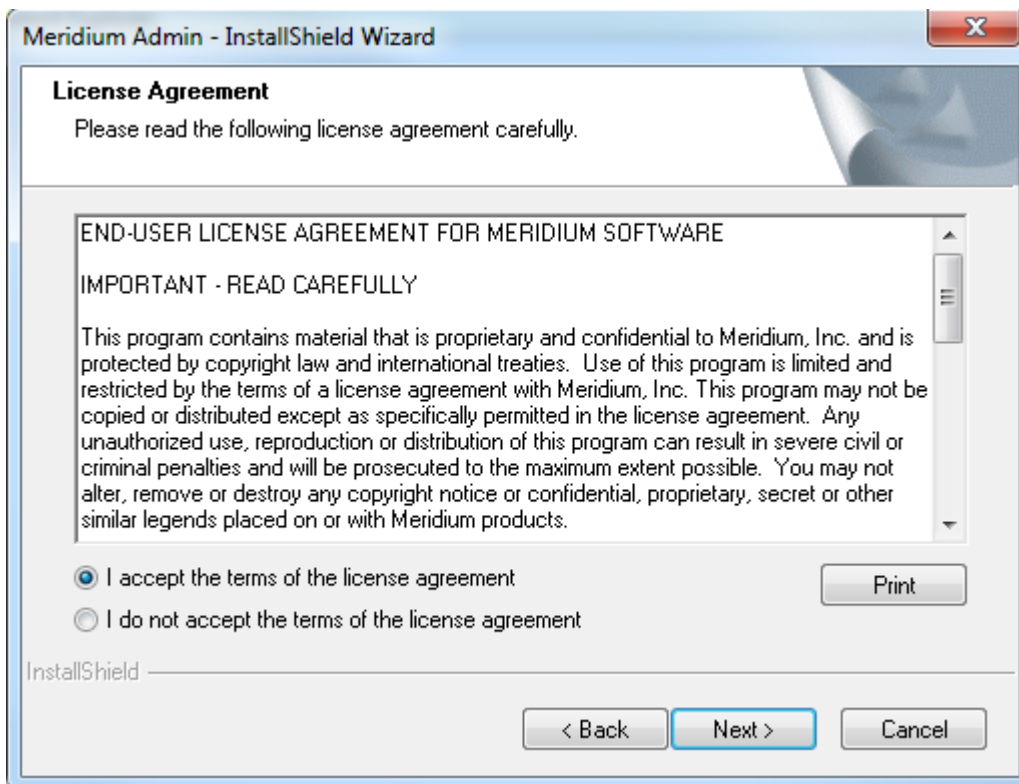 Meridium Admin - InstallShield Wizard
License Agreement
Please read the following license agreement carefully.
END-USER LICENSE AGREEMENT FOR MERIDIUM SOFTWARE
IMPORTANT - READ CAREFULLY
This program contains material that is proprietary and confidential to Meridium, Inc. and is
protected by copyright law and international treaties.  Use of this program is limited and
restricted by the terms of a license agreement with Meridium, Inc. This program may not be
copied or distributed except as specifically permitted in the license agreement.  Any
unauthorized use, reproduction or distribution of this program can result in severe civil or
criminal penalties and will be prosecuted to the maximum extent possible.  You may not
alter, remove or destroy any copyright notice or confidential, proprietary, secret or other
similar legends placed on or with Meridium products.
I accept the terms of the license agreement
Print
I do not accept the terms of the license agreement
InstallShield
< Back
Next >
Cancel